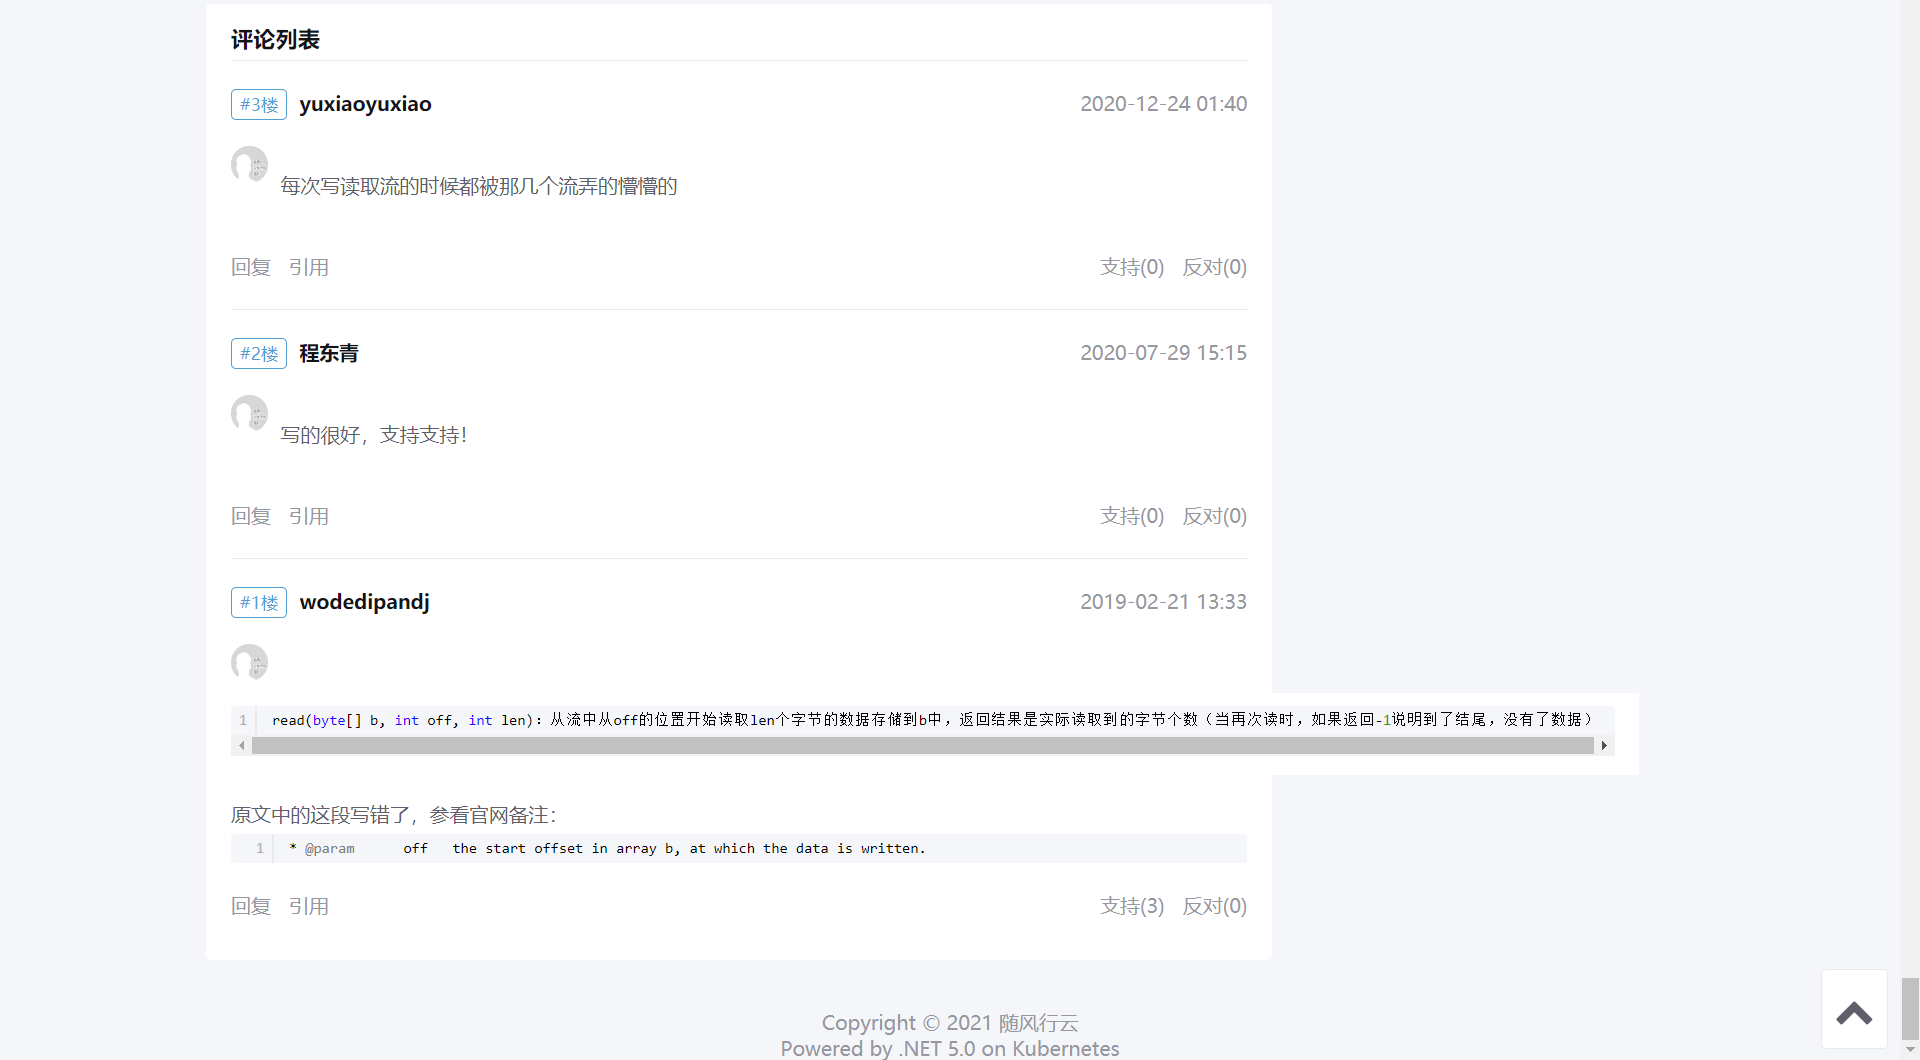 评论列表
#3楼 yuxiaoyuxiao 2020-12-24 01:40
每次写读取流的时候都被那几个流弄的懵懵的
回复 引用 支持(0) 反对(0)
#2楼 程东青 2020-07-29 15:15
写的很好，支持支持！
回复 引用 支持(0) 反对(0)
#1楼 wodedipandj 2019-02-21 13:33
1 read(byte[] b, int off, int len)：从流中从off的位置开始读取len个字节的数据存储到b中，返回结果是实际读取到的字节个数（当再次读时，如果返回-1说明到了结尾，没有了数据）
原文中的这段写错了，参看官网备注：
1 * @param off the start offset in array b, at which the data is written.
回复 引用 支持(3) 反对(0)
Copyright © 2021 随风行云
Powered by .NET 5.0 on Kubernetes